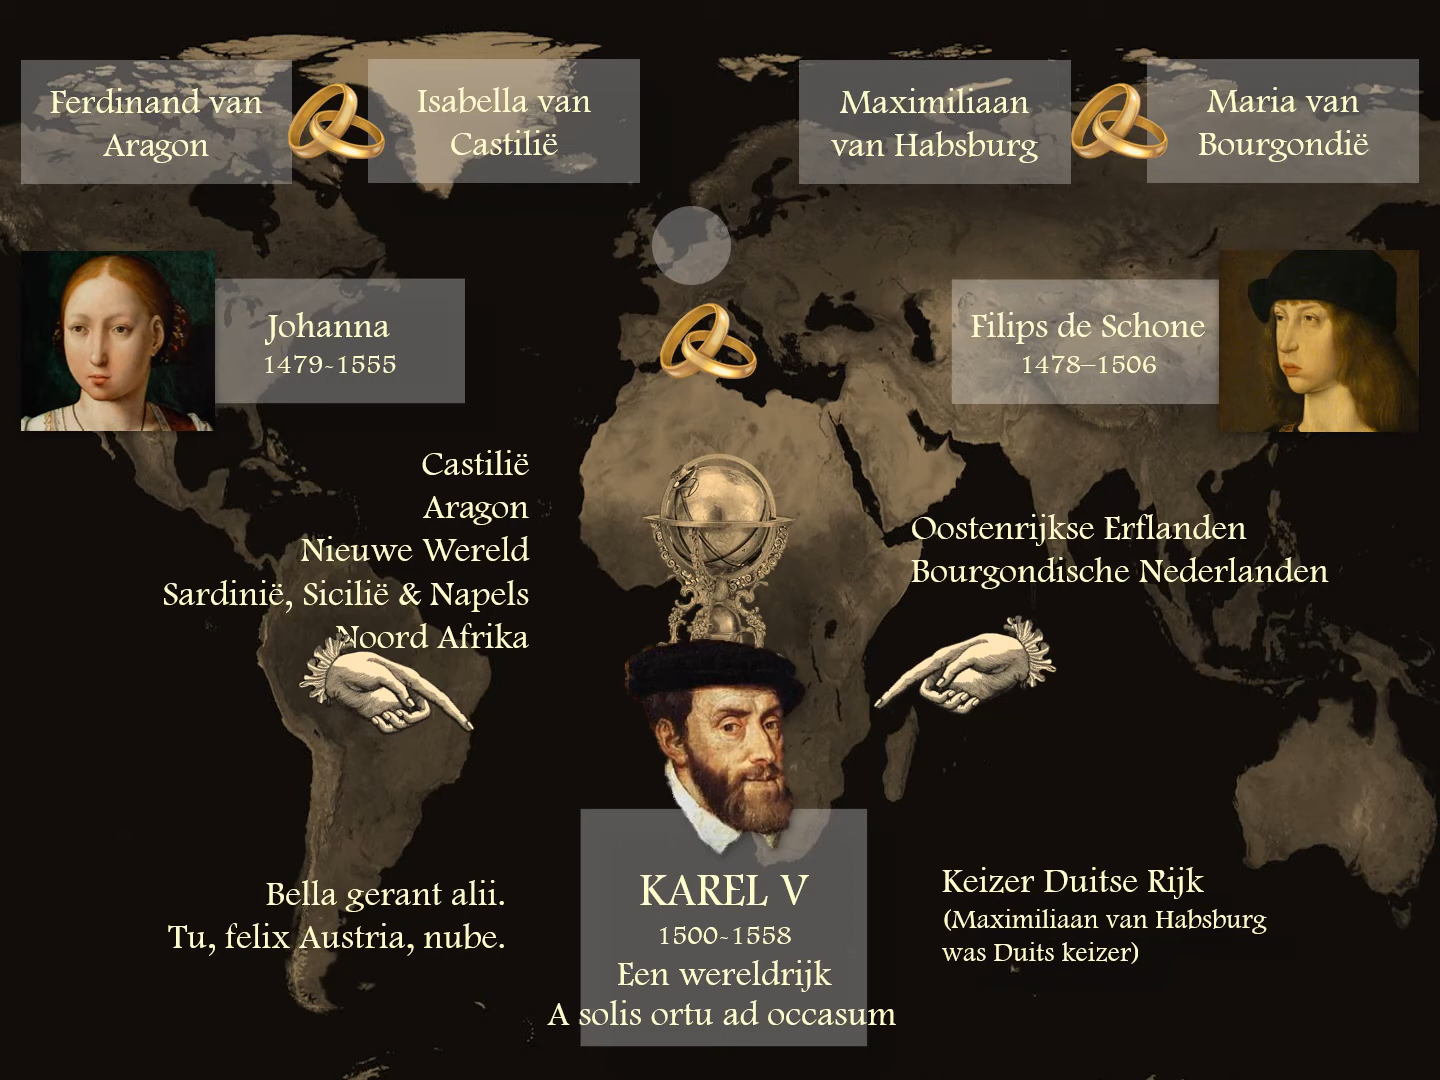 Ferdinand van
Aragon
Isabella van
Castilië
Maximiliaan
van Habsburg
Maria van
Bourgondië
Johanna
1479-1555
Filips de Schone
1478–1506
Castilië
Aragon
Nieuwe Wereld
Sardinië, Sicilië & Napels
Noord Afrika
Oostenrijkse Erflanden
Bourgondische Nederlanden
Bella gerant alii.
Tu, felix Austria, nube.
KAREL V
1500-1558
Een wereldrijk
A solis ortu ad occasum
Keizer Duitse Rijk
(Maximiliaan van Habsburg
was Duits keizer)